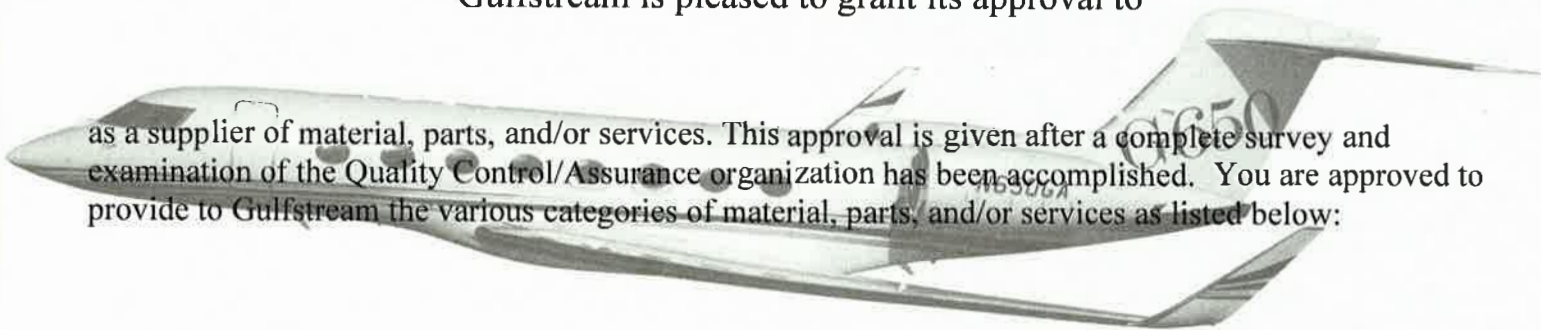 Gulfstream is pleased to grant its approval to
as a supplier of material, parts, and/or services. This approval is given after a complete survey and
examination of the Quality Control/Assurance organization has been accomplished. You are approved to
provide to Gulfstream the various categories of material, parts, and/or services as listed below:
G650
N650GA